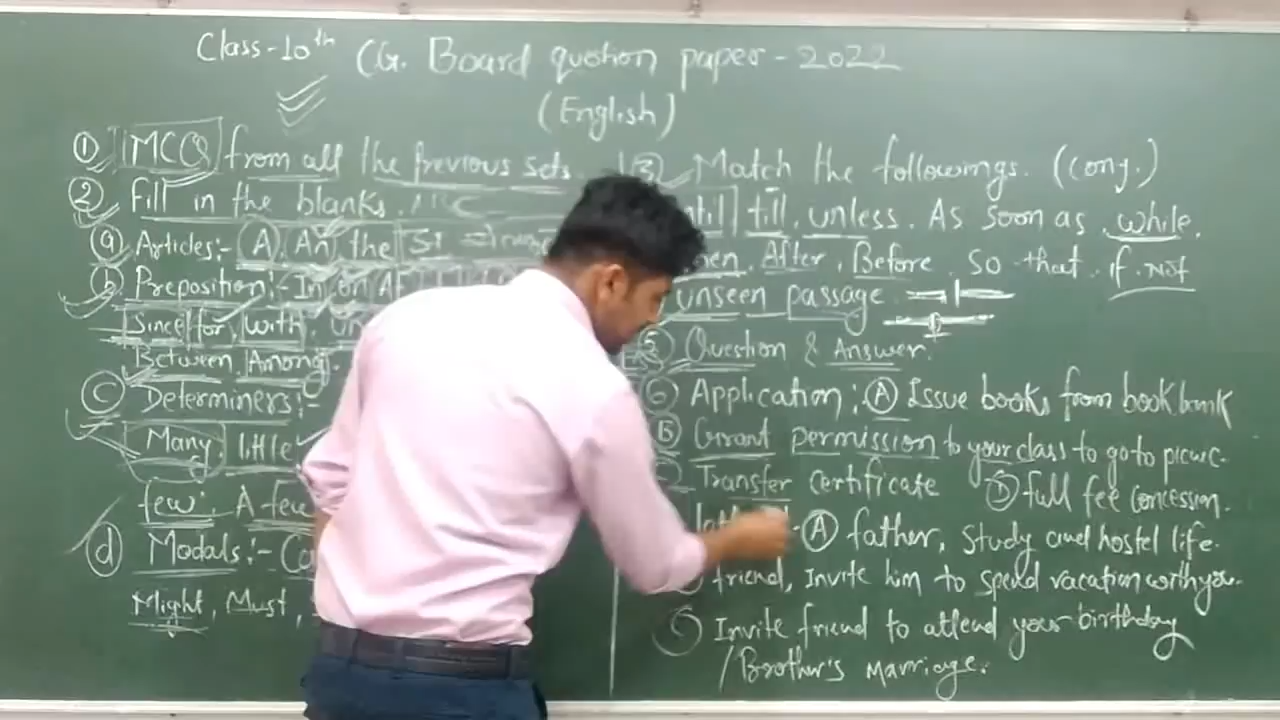 Class-10th CG. Board quetion paper - 2022
(English)
① MCQ from all the previous sets.
② fill in the blanks.
ⓐ Articles:- A. An, the
ⓑ Preposition:- In, on, At
Since, for, with,
Between, Among.
ⓒ Determiners:-
Many, little
few, A few
ⓓ Modals:-
Might, Must,
③ Match the followings. (conj.)
till, unless. As soon as, while.
After, Before, so that, if not
unseen passage
⑤ Question & Answer.
⑥ Application: Ⓐ Issue books from book bank
Ⓑ Grant permission to your class to go to picnic.
Transfer certificate Ⓓ full fee concession.
Ⓐ father, study and hostel life.
friend, Invite him to spend vacation with you.
Ⓒ Invite friend to attend your birthday
/Brother's Marriage.